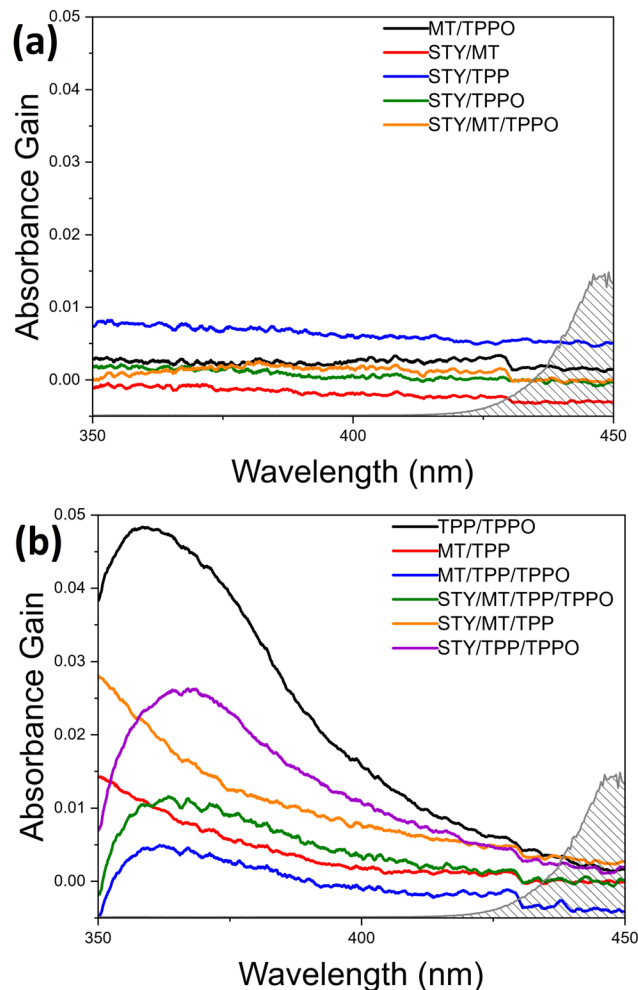 (a)
0.05
0.04
0.03
0.02
0.01
0.00
Absorbance Gain
MT/TPPO
STY/MT
STY/TPP
STY/TPPO
STY/MT/TPPO
350
400
450
Wavelength (nm)
(b)
0.05
0.04
0.03
0.02
0.01
0.00
Absorbance Gain
TPP/TPPO
MT/TPP
MT/TPP/TPPO
STY/MT/TPP/TPPO
STY/MT/TPP
STY/TPP/TPPO
350
400
450
Wavelength (nm)